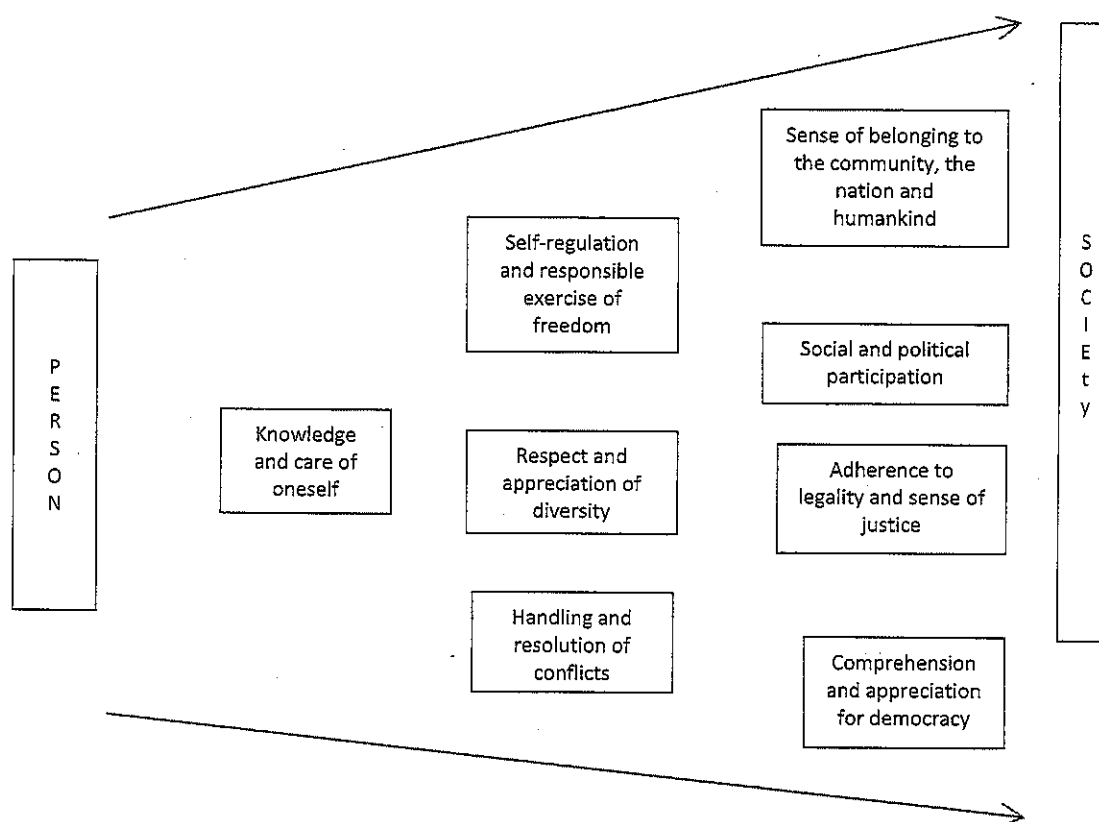 P
E
R
S
O
N
Knowledge
and care of
oneself
Self-regulation
and responsible
exercise of
freedom
Respect and
appreciation of
diversity
Handling and
resolution of
conflicts
Sense of belonging to
the community, the
nation and
humankind
Social and political
participation
Adherence to
legality and sense of
justice
Comprehension
and appreciation
for democracy
S
O
C
I
E
t
y